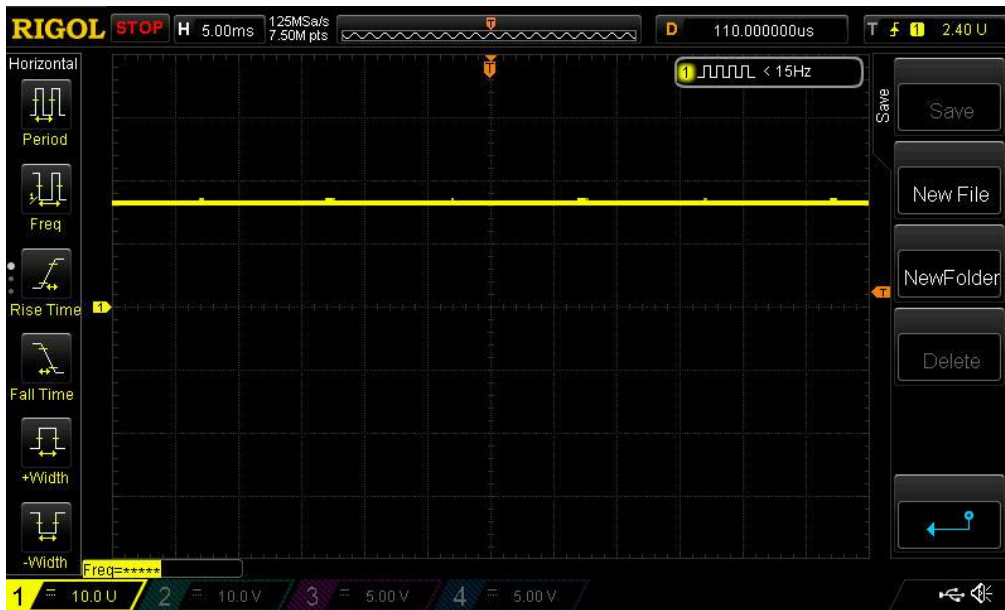 RIGOL STOP H 5.00ms 125MSa/s 7.50M pts D 110.000000us T 1 2.40 U
Horizontal
Period
Freq
Rise Time
Fall Time
+Width
-Width
T
T
1 < 15Hz
1
T
Freq=*****
Save
Save
New File
NewFolder
Delete
1 = 10.0 U 2 = 10.0 V 3 = 5.00 V 4 = 5.00 V